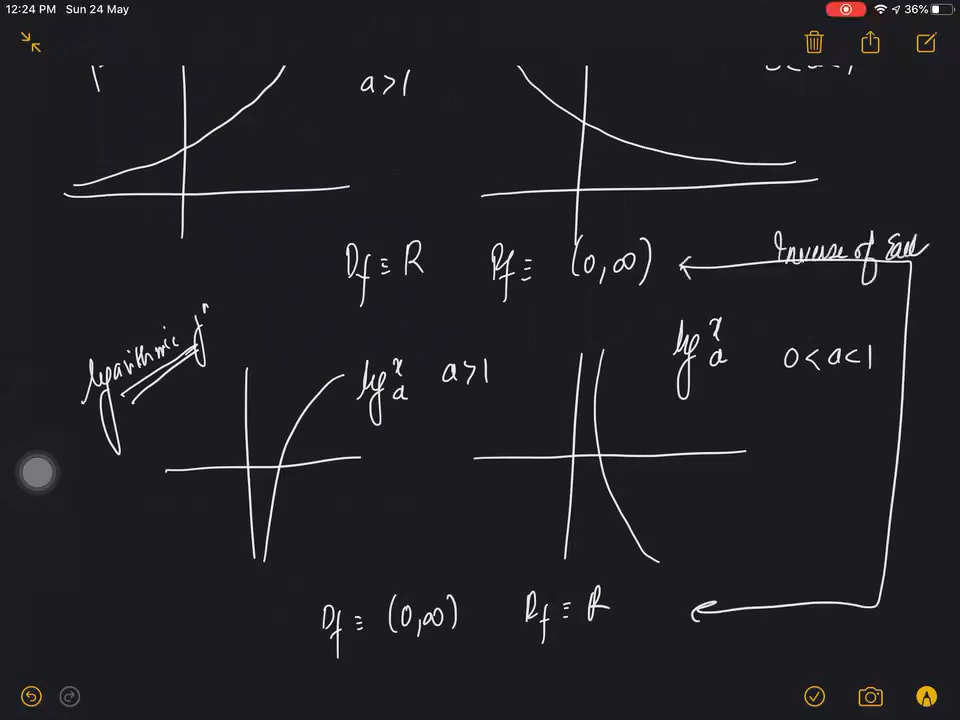 12:24 PM Sun 24 May
36%
a>1
Df ≡ R Rf ≡ (0,∞)
Inverse of
logarithmic fⁿ
log_a^x a>1
log_a^x 0<a<1
Df ≡ (0,∞) Rf ≡ R